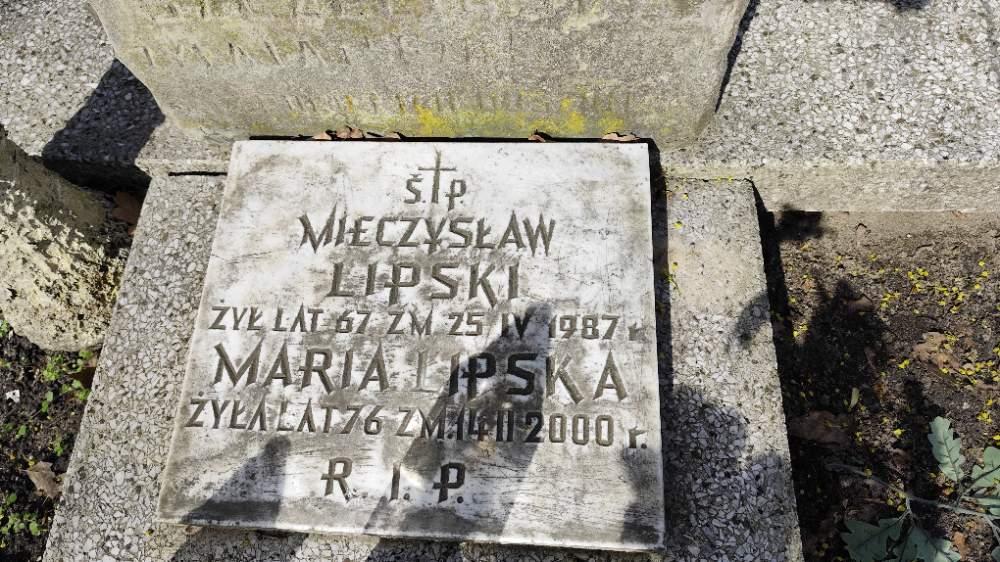 Ś. P.
MIECZYSŁAW
LIPSKI
ŻYŁ LAT 67 ZM 25 IV 1987 r.
MARIA LIPSKA
ŻYŁA LAT 76 ZM. 14 II 2000 r.
R. I. P.